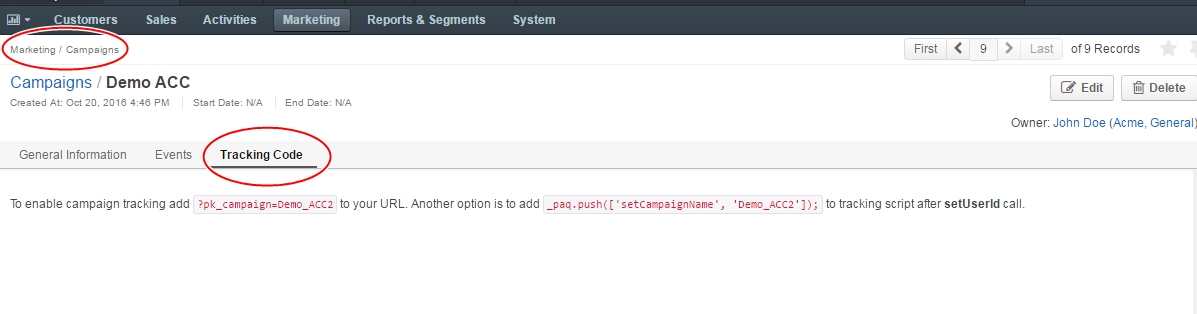 Customers Sales Activities Marketing Reports & Segments System
Marketing / Campaigns First 9 Last of 9 Records
Campaigns / Demo ACC Edit Delete
Created At: Oct 20, 2016 4:46 PM Start Date: N/A End Date: N/A
Owner: John Doe (Acme, General)
General Information Events Tracking Code
To enable campaign tracking add ?pk_campaign=Demo_ACC2 to your URL. Another option is to add _paq.push(['setCampaignName', 'Demo_ACC2']); to tracking script after setUserId call.